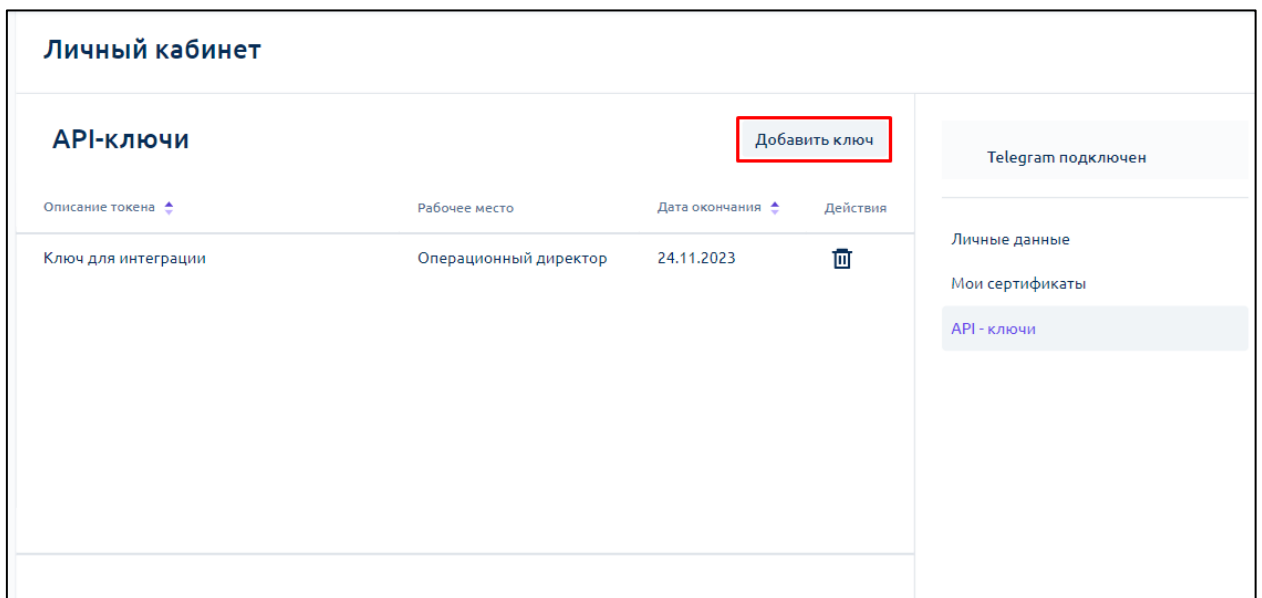 Личный кабинет
API-ключи
Добавить ключ
Описание токена Рабочее место Дата окончания Действия
Ключ для интеграции Операционный директор 24.11.2023
Telegram подключен
Личные данные
Мои сертификаты
API - ключи